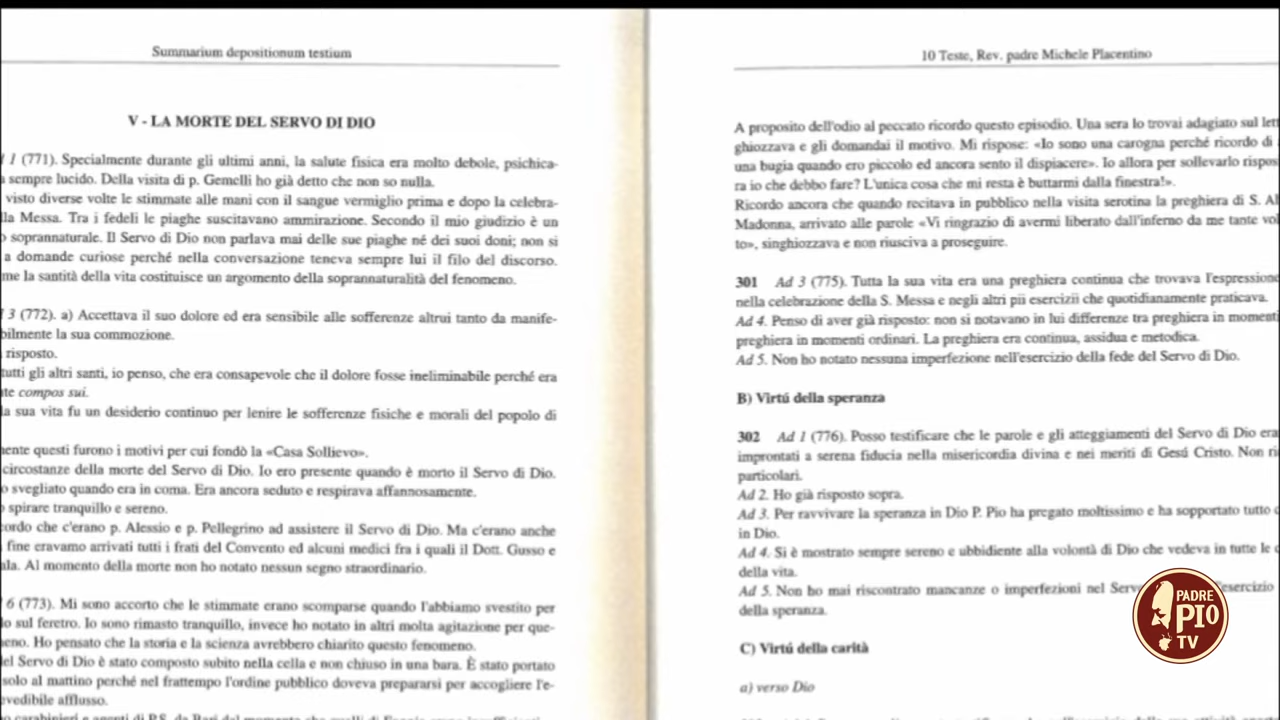 Summarium depositionum testium
V - LA MORTE DEL SERVO DI DIO
1 (771). Specialmente durante gli ultimi anni, la salute fisica era molto debole, psichica-
sempre lucido. Della visita di p. Gemelli ho già detto che non so nulla.
visto diverse volte le stimmate alle mani con il sangue vermiglio prima e dopo la celebra-
lla Messa. Tra i fedeli le piaghe suscitavano ammirazione. Secondo il mio giudizio è un
soprannaturale. Il Servo di Dio non parlava mai delle sue piaghe né dei suoi doni; non si
a domande curiose perché nella conversazione teneva sempre lui il filo del discorso.
me la santità della vita costituisce un argomento della soprannaturalità del fenomeno.
3 (772). a) Accettava il suo dolore ed era sensibile alle sofferenze altrui tanto da manife-
bilmente la sua commozione.
risposto.
tutti gli altri santi, io penso, che era consapevole che il dolore fosse ineliminabile perché era
te compos sui.
la sua vita fu un desiderio continuo per lenire le sofferenze fisiche e morali del popolo di
ente questi furono i motivi per cui fondò la «Casa Sollievo».
circostanze della morte del Servo di Dio. Io ero presente quando è morto il Servo di Dio.
o svegliato quando era in coma. Era ancora seduto e respirava affannosamente.
spirare tranquillo e sereno.
ordo che c'erano p. Alessio e p. Pellegrino ad assistere il Servo di Dio. Ma c'erano anche
fine eravamo arrivati tutti i frati del Convento ed alcuni medici fra i quali il Dott. Gusso e
ala. Al momento della morte non ho notato nessun segno straordinario.
6 (773). Mi sono accorto che le stimmate erano scomparse quando l'abbiamo svestito per
lo sul feretro. Io sono rimasto tranquillo, invece ho notato in altri molta agitazione per que-
eno. Ho pensato che la storia e la scienza avrebbero chiarito questo fenomeno.
el Servo di Dio è stato composto subito nella cella e non chiuso in una bara. È stato portato
solo al mattino perché nel frattempo l'ordine pubblico doveva prepararsi per accogliere l'e-
evedibile afflusso.
10 Teste, Rev. padre Michele Placentino
A proposito dell'odio al peccato ricordo questo episodio. Una sera lo trovai adagiato sul lett
ghiozzava e gli domandai il motivo. Mi rispose: «Io sono una carogna perché ricordo di
una bugia quando ero piccolo ed ancora sento il dispiacere». Io allora per sollevarlo rispos
ra io che debbo fare? L'unica cosa che mi resta è buttarmi dalla finestra!».
Ricordo ancora che quando recitava in pubblico nella visita serotina la preghiera di S. Al
Madonna, arrivato alle parole «Vi ringrazio di avermi liberato dall'inferno da me tante vol
to», singhiozzava e non riusciva a proseguire.
301 Ad 3 (775). Tutta la sua vita era una preghiera continua che trovava l'espressione
nella celebrazione della S. Messa e negli altri pii esercizii che quotidianamente praticava.
Ad 4. Penso di aver già risposto: non si notavano in lui differenze tra preghiera in momenti
preghiera in momenti ordinari. La preghiera era continua, assidua e metodica.
Ad 5. Non ho notato nessuna imperfezione nell'esercizio della fede del Servo di Dio.
B) Virtú della speranza
302 Ad 1 (776). Posso testificare che le parole e gli atteggiamenti del Servo di Dio era
improntati a serena fiducia nella misericordia divina e nei meriti di Gesú Cristo. Non ri
particolari.
Ad 2. Ho già risposto sopra.
Ad 3. Per ravvivare la speranza in Dio P. Pio ha pregato moltissimo e ha sopportato tutto
in Dio.
Ad 4. Si è mostrato sempre sereno e ubbidiente alla volontà di Dio che vedeva in tutte le
della vita.
Ad 5. Non ho mai riscontrato mancanze o imperfezioni nel Serv esercizio
della speranza.
C) Virtú della carità
a) verso Dio
PADRE
PIO
TV